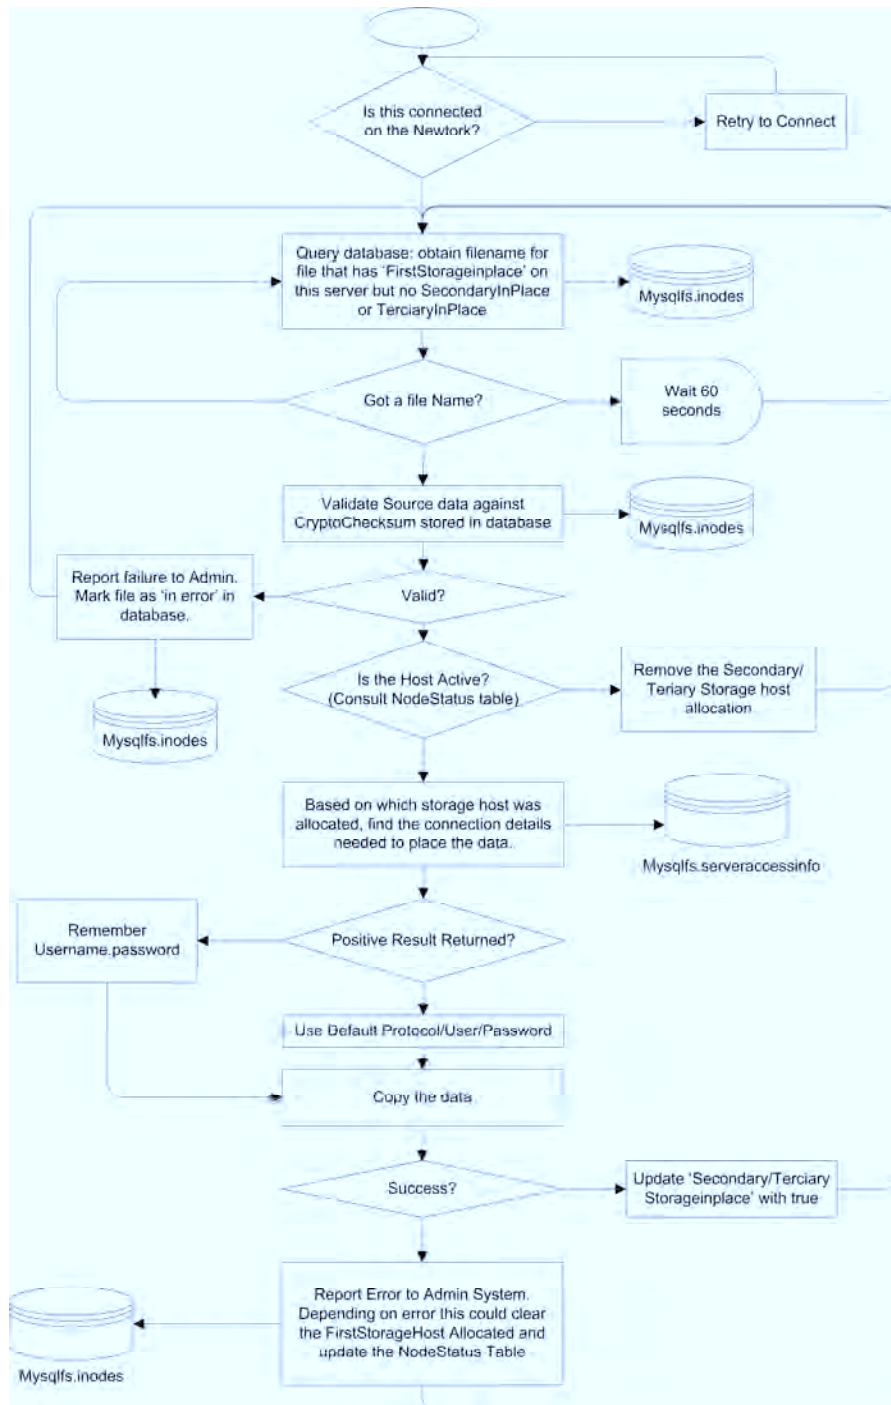 Is this connected
on the Newtork?
Retry to Connect
Query database: obtain filename for
file that has ‘FirstStorageinplace’ on
this server but no SecondaryInPlace
or TerciaryInPlace
Mysqlfs.inodes
Got a file Name?
Wait 60
seconds
Validate Source data against
CryptoChecksum stored in database
Mysqlfs.inodes
Report failure to Admin.
Mark file as ‘in error’ in
database.
Valid?
Mysqlfs.inodes
Is the Host Active?
(Consult NodeStatus table)
Remove the Secondary/
Teriary Storage host
allocation
Based on which storage host was
allocated, find the connection details
needed to place the data.
Mysqlfs.serveraccessinfo
Remember
Username.password
Positive Result Returned?
Use Default Protocol/User/Password
Copy the data
Success?
Update ‘Secondary/Terciary
Storageinplace’ with true
Report Error to Admin System.
Depending on error this could clear
the FirstStorageHost Allocated and
update the NodeStatus Table
Mysqlfs.inodes